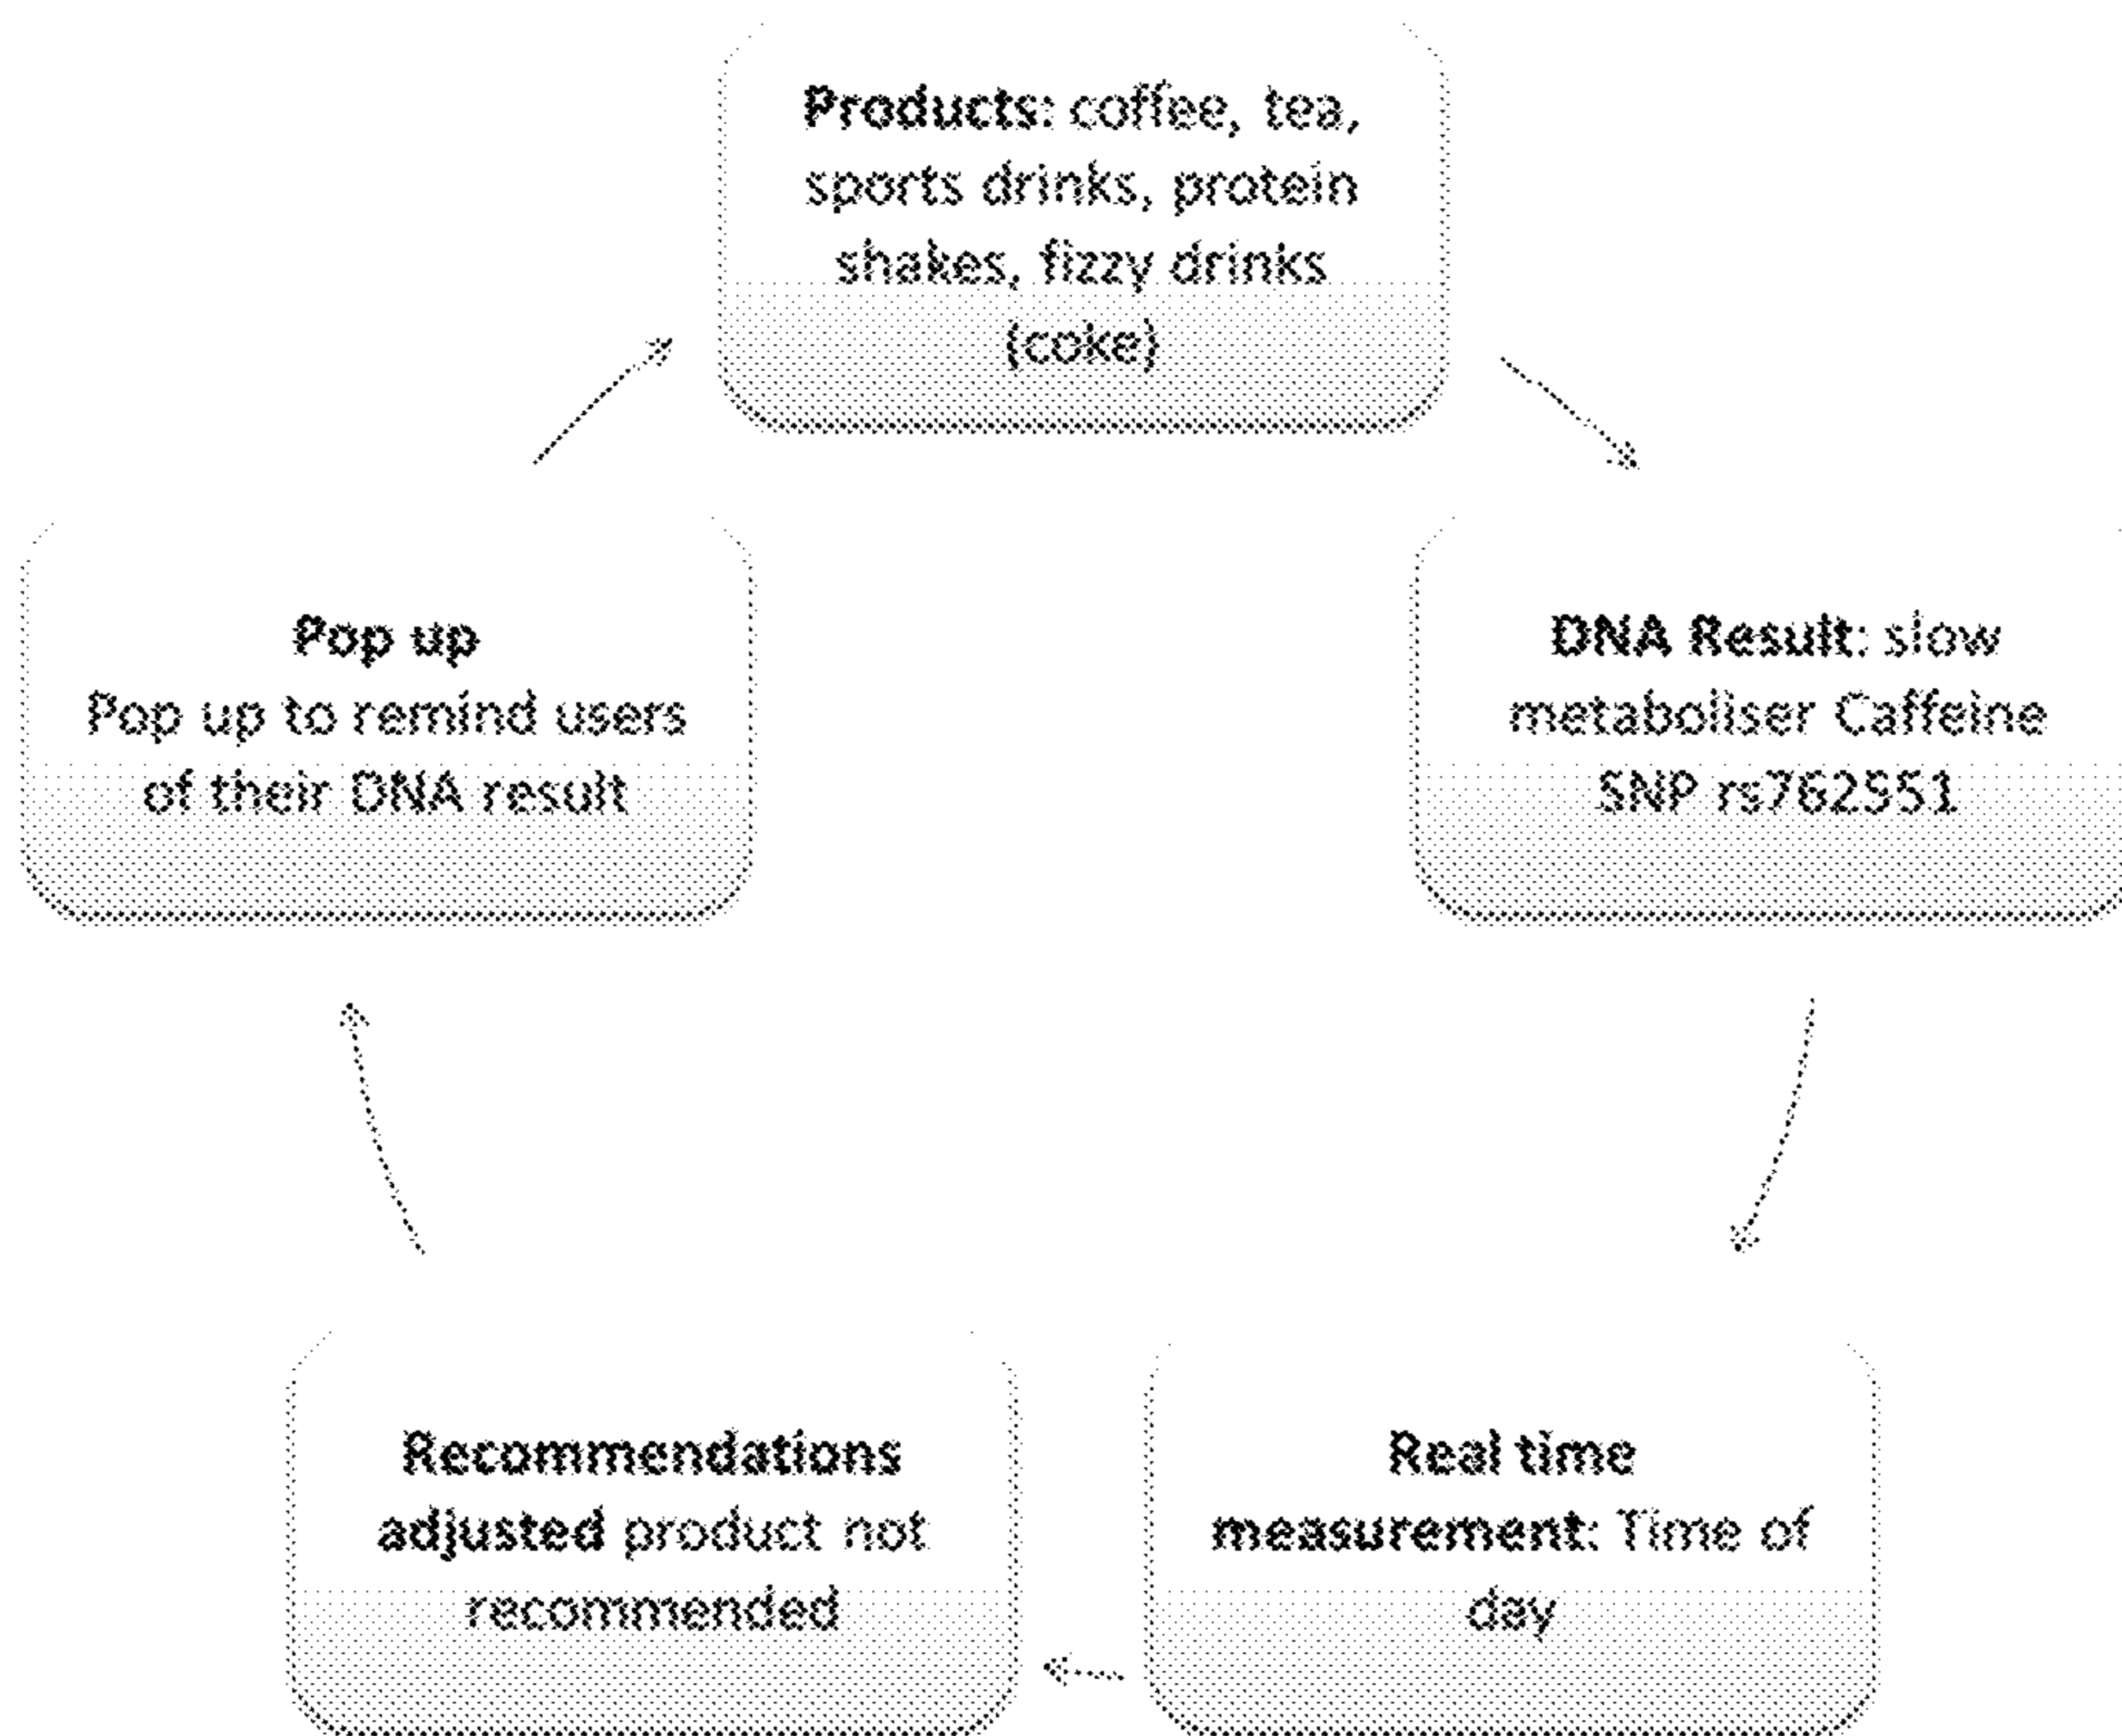 Products: coffee, tea,
sports drinks, protein
shakes, fizzy drinks
(coke)
DNA Result: slow
metaboliser Caffeine
SNP rs762551
Real time
measurement: Time of
day
Recommendations
adjusted product not
recommended
Pop up
Pop up to remind users
of their DNA result